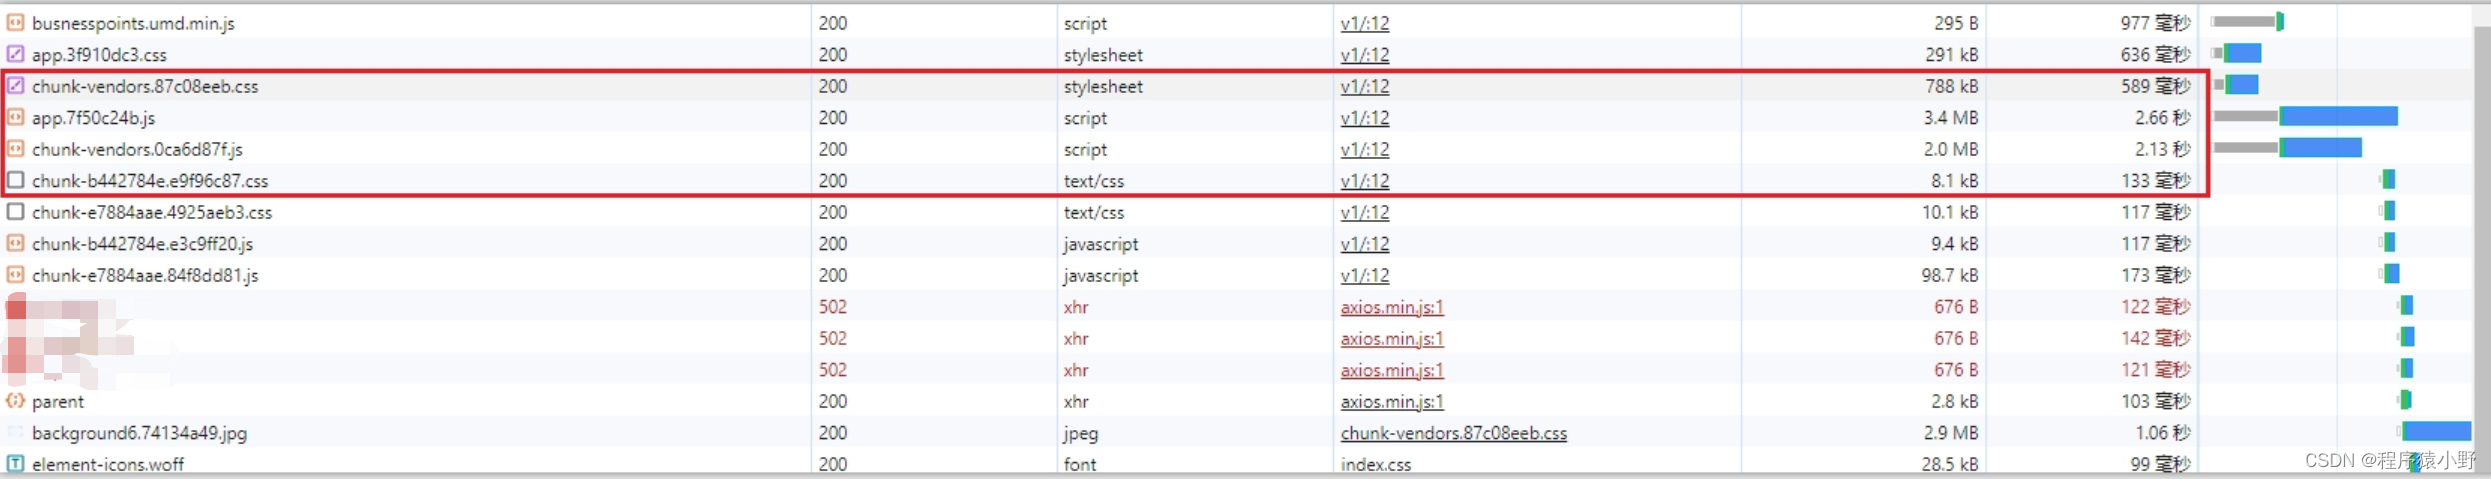 busnesspoints.umd.min.js 200 script v1/:12 295 B 977 毫秒
app.3f910dc3.css 200 stylesheet v1/:12 291 kB 636 毫秒
chunk-vendors.87c08eeb.css 200 stylesheet v1/:12 788 kB 589 毫秒
app.7f50c24b.js 200 script v1/:12 3.4 MB 2.66 秒
chunk-vendors.0ca6d87f.js 200 script v1/:12 2.0 MB 2.13 秒
chunk-b442784e.e9f96c87.css 200 text/css v1/:12 8.1 kB 133 毫秒
chunk-e7884aae.4925aeb3.css 200 text/css v1/:12 10.1 kB 117 毫秒
chunk-b442784e.e3c9ff20.js 200 javascript v1/:12 9.4 kB 117 毫秒
chunk-e7884aae.84f8dd81.js 200 javascript v1/:12 98.7 kB 173 毫秒
502 xhr axios.min.js:1 676 B 122 毫秒
502 xhr axios.min.js:1 676 B 142 毫秒
502 xhr axios.min.js:1 676 B 121 毫秒
parent 200 xhr axios.min.js:1 2.8 kB 103 毫秒
background6.74134a49.jpg 200 jpeg chunk-vendors.87c08eeb.css 2.9 MB 1.06 秒
element-icons.woff 200 font index.css 28.5 kB 99 毫秒
CSDN @程序猿小野